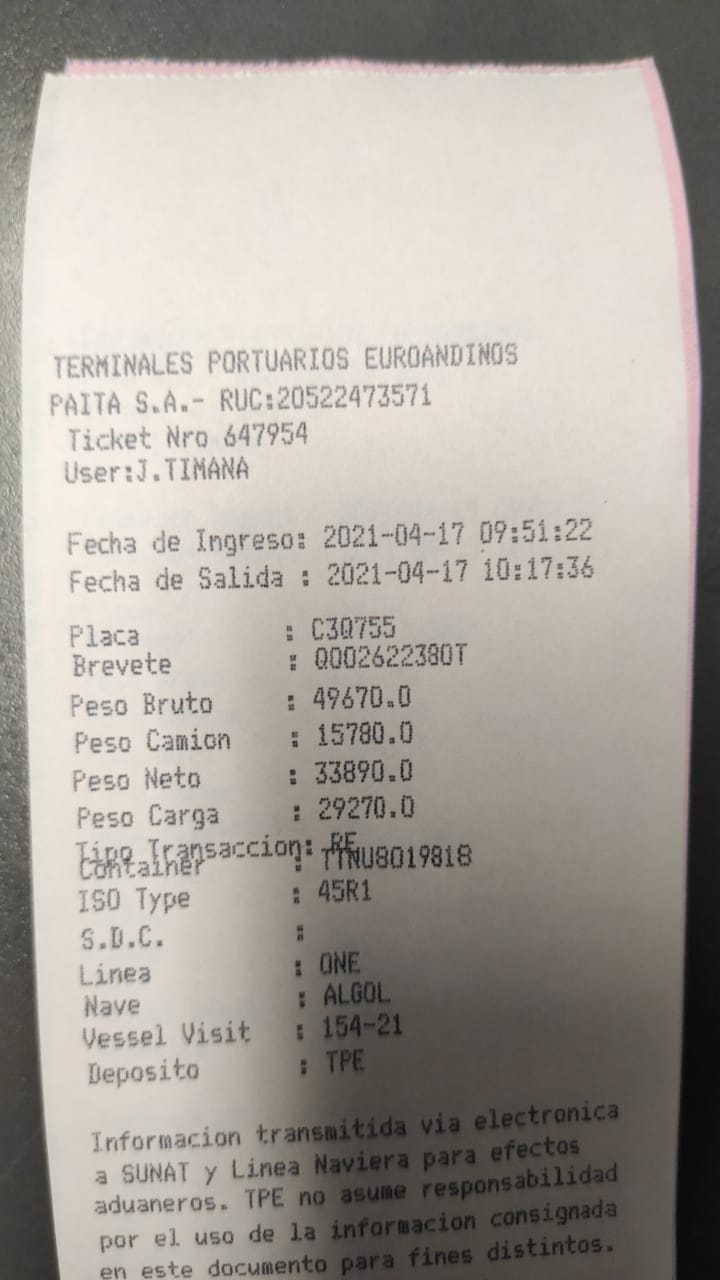 TERMINALES PORTUARIOS EUROANDINOS
PAITA S.A.- RUC:20522473571
Ticket Nro 647954
User:J.TIMANA
Fecha de Ingreso: 2021-04-17 09:51:22
Fecha de Salida : 2021-04-17 10:17:36
Placa : C3Q755
Brevete : Q002622380T
Peso Bruto : 49670.0
Peso Camion : 15780.0
Peso Neto : 33890.0
Peso Carga : 29270.0
Tipo Transaccion: RE
Container : TTNU8019818
ISO Type : 45R1
S.D.C. :
Linea : ONE
Nave : ALGOL
Vessel Visit : 154-21
Deposito : TPE
Informacion transmitida via electronica
a SUNAT y Linea Naviera para efectos
aduaneros. TPE no asume responsabilidad
por el uso de la informacion consignada
en este documento para fines distintos.